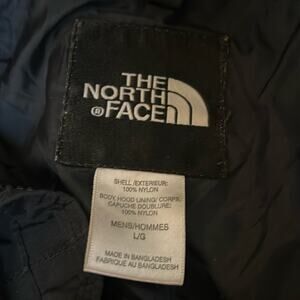 THE
NORTH
® FACE
SHELL /EXTERIEUR:
100% NYLON
BODY, HOOD LINING/ CORPS,
CAPUCHE DOUBLURE:
100% NYLON
MENS/HOMMES
L/G
MADE IN BANGLADESH
FABRIQUE AU BANGLADESH